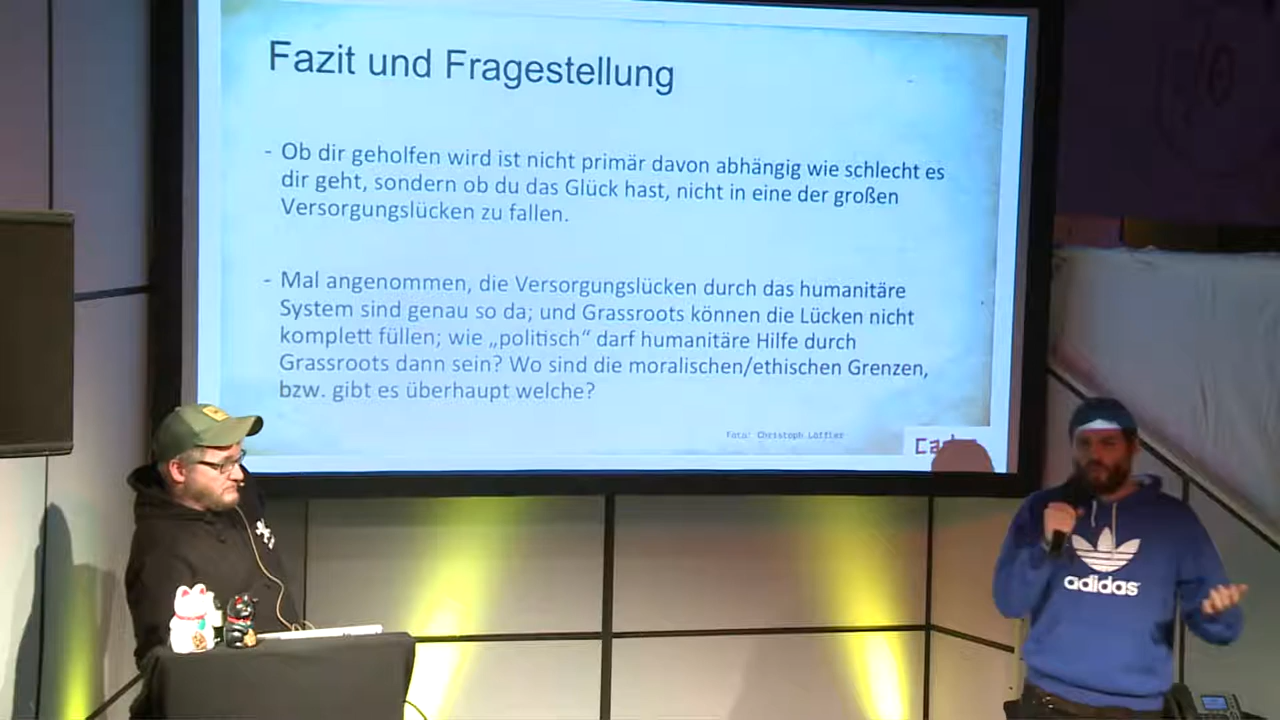 Fazit und Fragestellung
- Ob dir geholfen wird ist nicht primär davon abhängig wie schlecht es
dir geht, sondern ob du das Glück hast, nicht in eine der großen
Versorgungslücken zu fallen.
- Mal angenommen, die Versorgungslücken durch das humanitäre
System sind genau so da; und Grassroots können die Lücken nicht
komplett füllen; wie „politisch“ darf humanitäre Hilfe durch
Grassroots dann sein? Wo sind die moralischen/ethischen Grenzen,
bzw. gibt es überhaupt welche?
Foto: Christoph Löffler
adidas